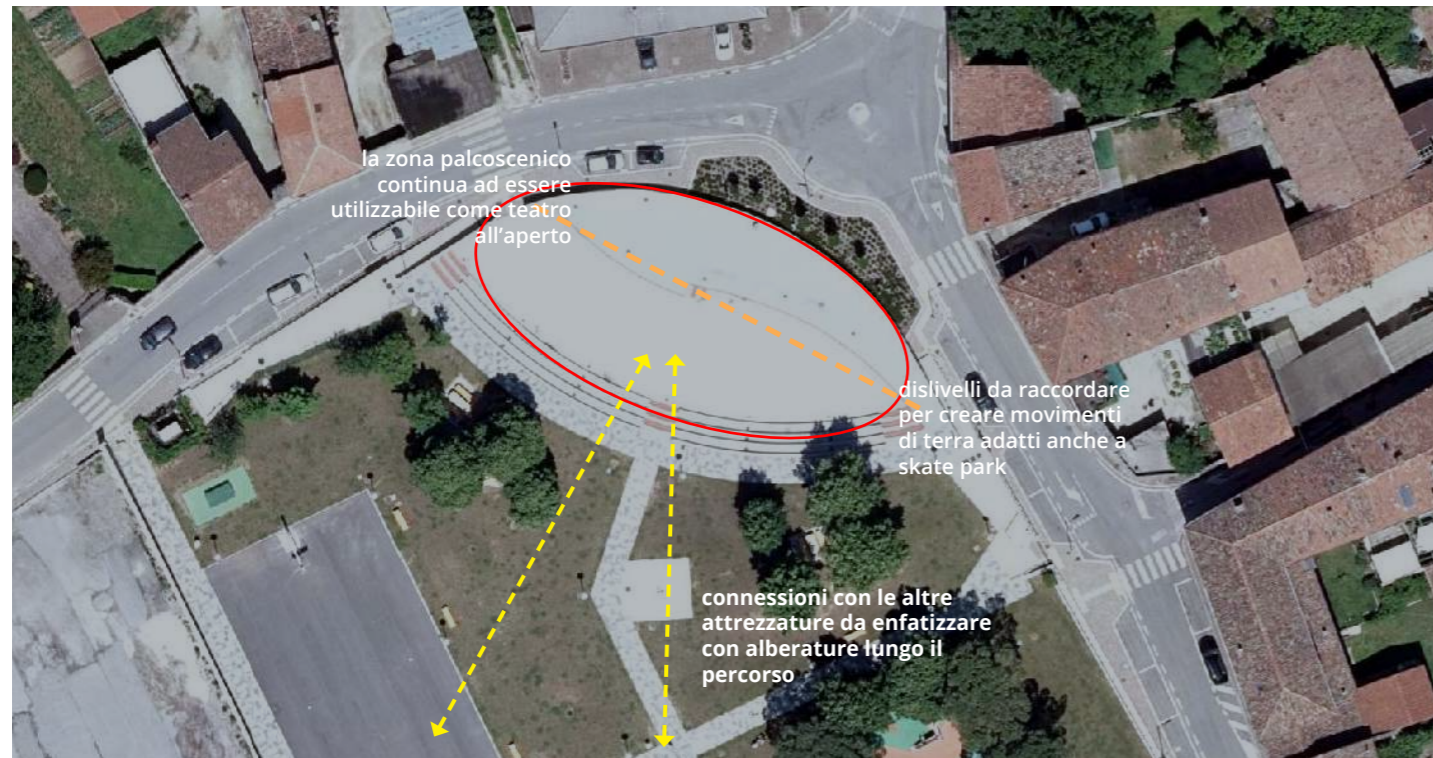 la zona palcoscenico
continua ad essere
utilizzabile come teatro
all'aperto
dislivelli da raccordare
per creare movimenti
di terra adatti anche a
skate park
connessioni con le altre
attrezzature da enfatizzare
con alberature lungo il
percorso